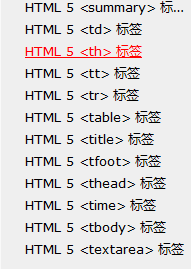 HTML 5 <summary> 标...
HTML 5 <td> 标签
HTML 5 <th> 标签
HTML 5 <tt> 标签
HTML 5 <tr> 标签
HTML 5 <table> 标签
HTML 5 <title> 标签
HTML 5 <tfoot> 标签
HTML 5 <thead> 标签
HTML 5 <time> 标签
HTML 5 <tbody> 标签
HTML 5 <textarea> 标签